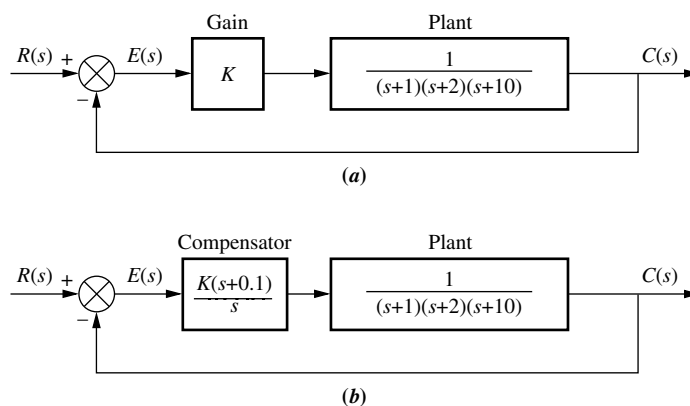 Gain Plant
R(s) + E(s) K 1 C(s)
(s+1)(s+2)(s+10)
−
(a)
Compensator Plant
R(s) + E(s) K(s+0.1) 1 C(s)
s (s+1)(s+2)(s+10)
−
(b)